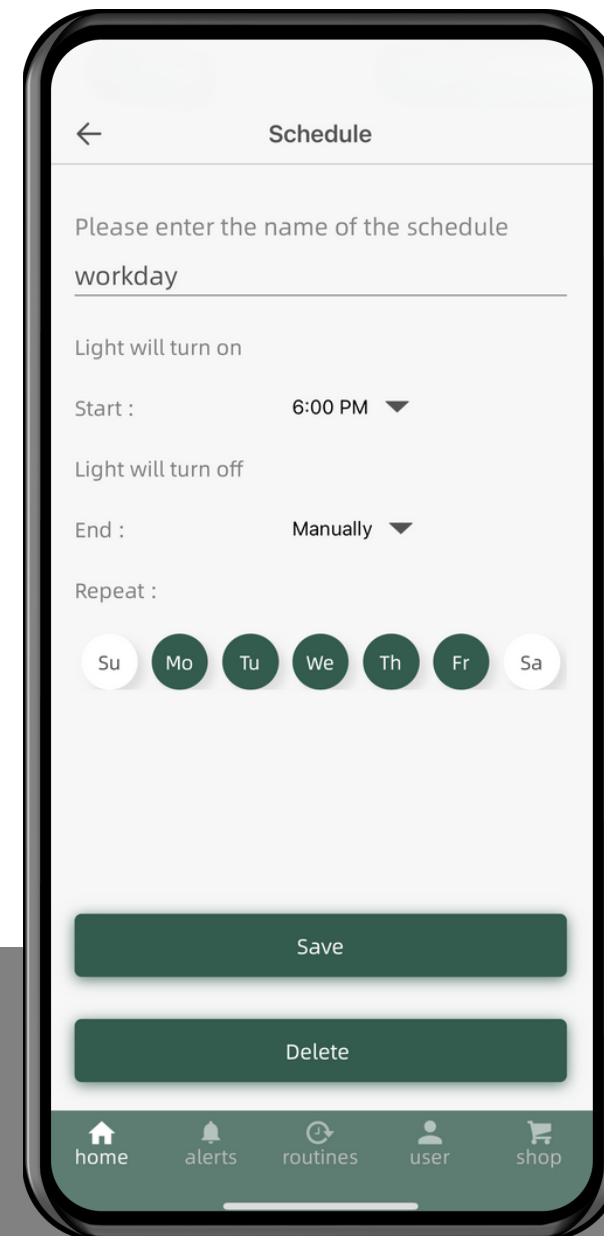 Schedule
Please enter the name of the schedule
workday
Light will turn on
Start : 6:00 PM
Light will turn off
End : Manually
Repeat :
Su Mo Tu We Th Fr Sa
Save
Delete
home alerts routines user shop